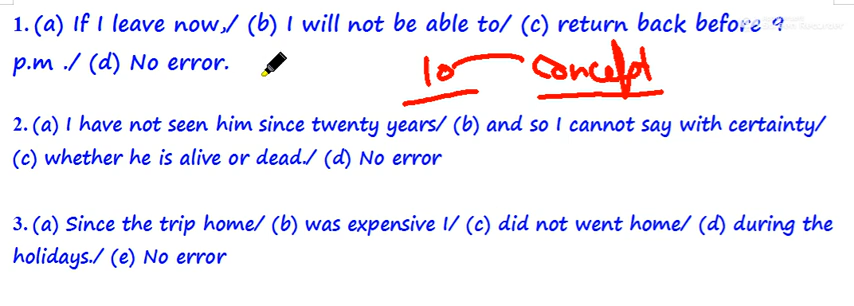 1. (a) If I leave now,/ (b) I will not be able to/ (c) return back before 9
p.m ./ (d) No error.
10 concept
2. (a) I have not seen him since twenty years/ (b) and so I cannot say with certainty/
(c) whether he is alive or dead./ (d) No error
3. (a) Since the trip home/ (b) was expensive I/ (c) did not went home/ (d) during the
holidays./ (e) No error